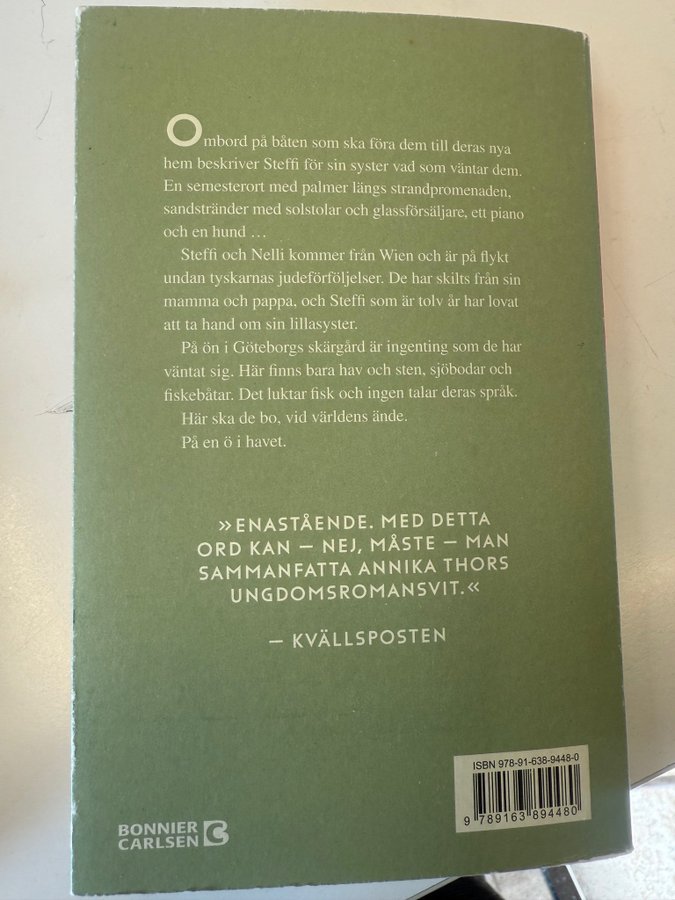 Ombord på båten som ska föra dem till deras nya
hem beskriver Steffi för sin syster vad som väntar dem.
En semesterort med palmer längs strandpromenaden,
sandstränder med solstolar och glassförsäljare, ett piano
och en hund …
Steffi och Nelli kommer från Wien och är på flykt
undan tyskarnas judeförföljelser. De har skilts från sin
mamma och pappa, och Steffi som är tolv år har lovat
att ta hand om sin lillasyster.
På ön i Göteborgs skärgård är ingenting som de har
väntat sig. Här finns bara hav och sten, sjöbodar och
fiskebåtar. Det luktar fisk och ingen talar deras språk.
Här ska de bo, vid världens ände.
På en ö i havet.
»ENASTÅENDE. MED DETTA
ORD KAN – NEJ, MÅSTE – MAN
SAMMANFATTA ANNIKA THORS
UNGDOMSROMANSVIT.«
– KVÄLLSPOSTEN
ISBN 978-91-638-9448-0
9 789163 894480
BONNIER
CARLSEN